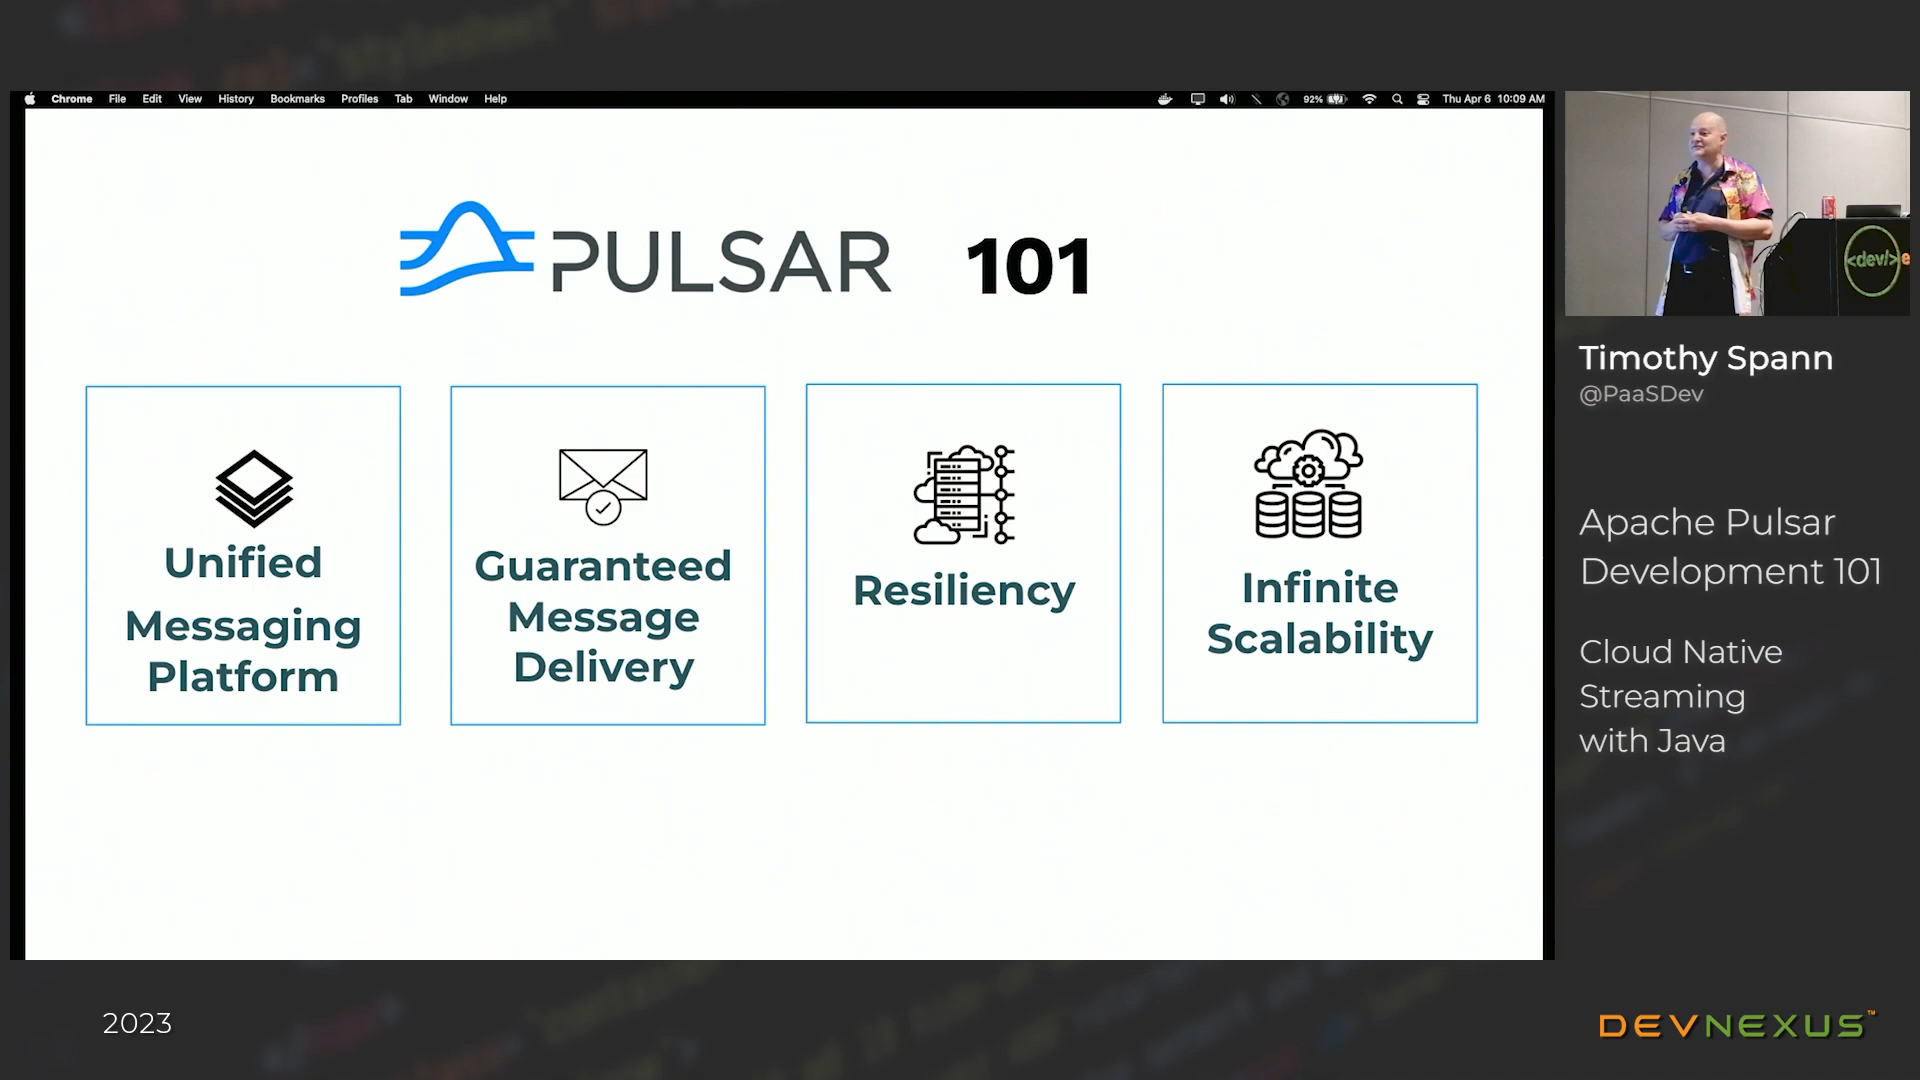 Chrome File Edit View History Bookmarks Profiles Tab Window Help
92% Thu Apr 6 10:09 AM
PULSAR 101
Unified
Messaging
Platform
Guaranteed
Message
Delivery
Resiliency
Infinite
Scalability
<dev/>
Timothy Spann
@PaaSDev
Apache Pulsar
Development 101
Cloud Native
Streaming
with Java
2023
DEVNEXUS™